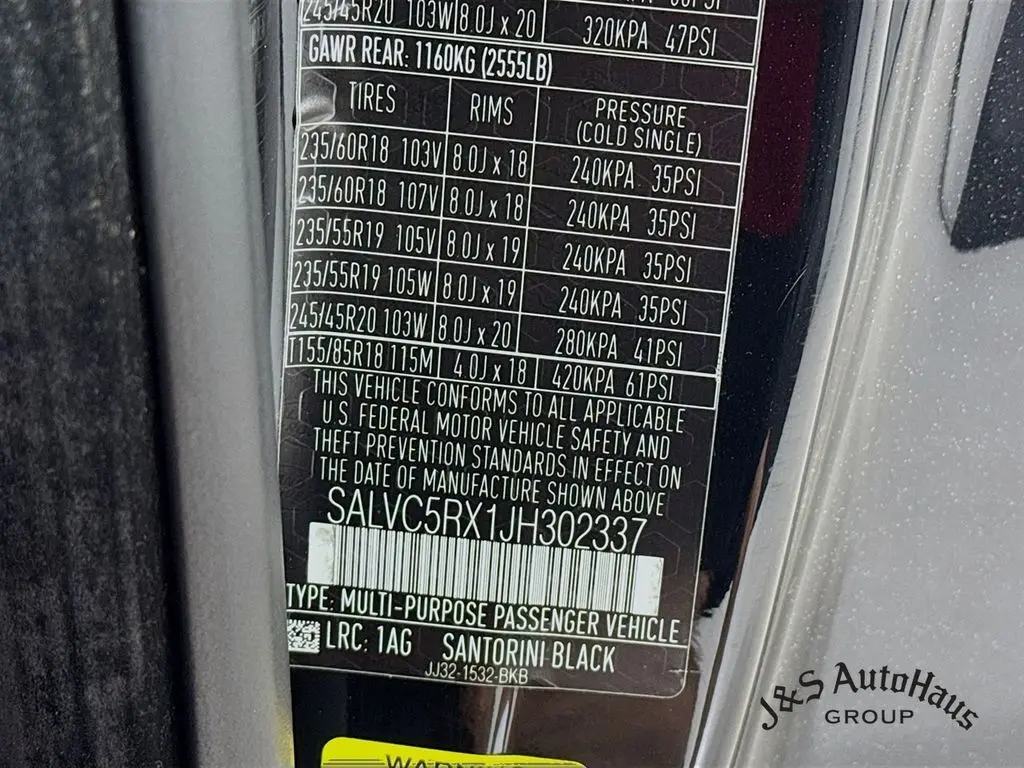 245/45R20 103W 8.0J x 20 320KPA 47PSI
GAWR REAR: 1160KG (2555LB)
TIRES RIMS PRESSURE
(COLD SINGLE)
235/60R18 103V 8.0J x 18 240KPA 35PSI
235/60R18 107V 8.0J x 18 240KPA 35PSI
235/55R19 105V 8.0J x 19 240KPA 35PSI
235/55R19 105W 8.0J x 19 240KPA 35PSI
245/45R20 103W 8.0J x 20 280KPA 41PSI
T155/85R18 115M 4.0J x 18 420KPA 61PSI
THIS VEHICLE CONFORMS TO ALL APPLICABLE
U.S. FEDERAL MOTOR VEHICLE SAFETY AND
THEFT PREVENTION STANDARDS IN EFFECT ON
THE DATE OF MANUFACTURE SHOWN ABOVE
SALVC5RX1JH302337
TYPE: MULTI-PURPOSE PASSENGER VEHICLE
LRC: 1AG SANTORINI BLACK
JJ32-1532-BKB
J&S AUTOHAUS
GROUP